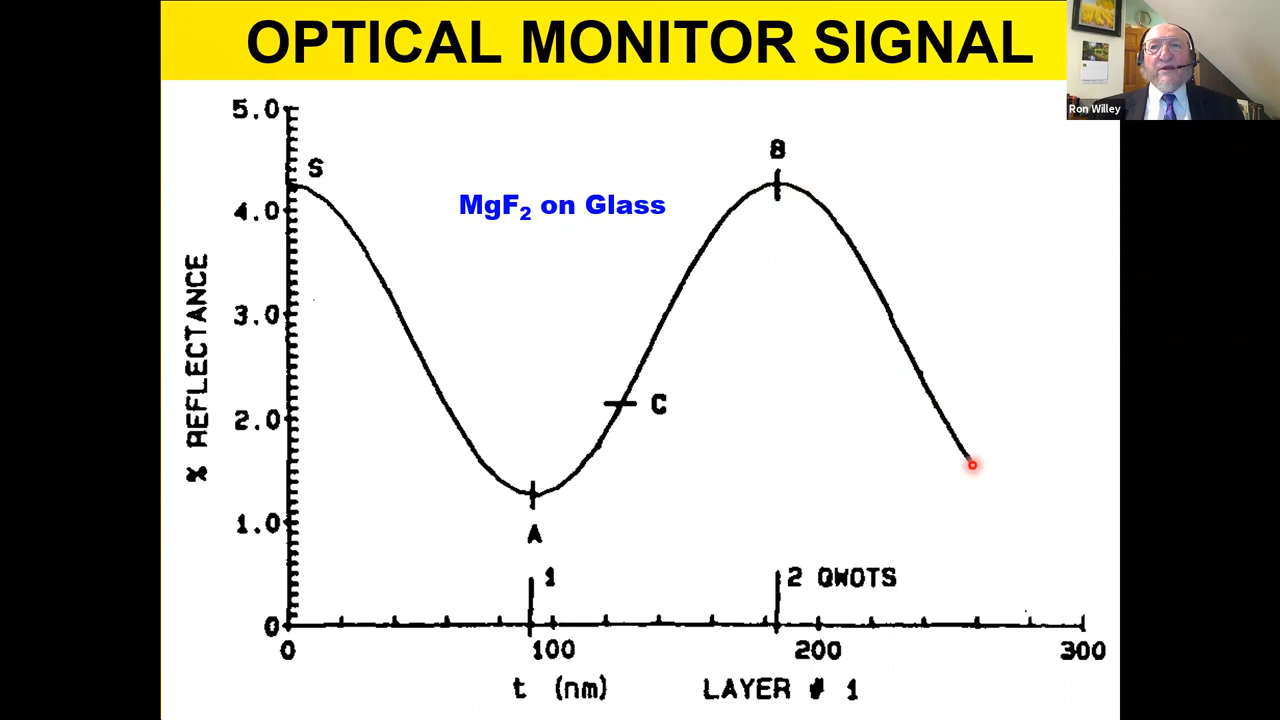 OPTICAL MONITOR SIGNAL
Ron Willey
5.0
S
B
MgF₂ on Glass
4.0
% REFLECTANCE
3.0
C
2.0
1.0
A
1
2 QWOTS
0
0
100
200
300
t (nm)
LAYER # 1